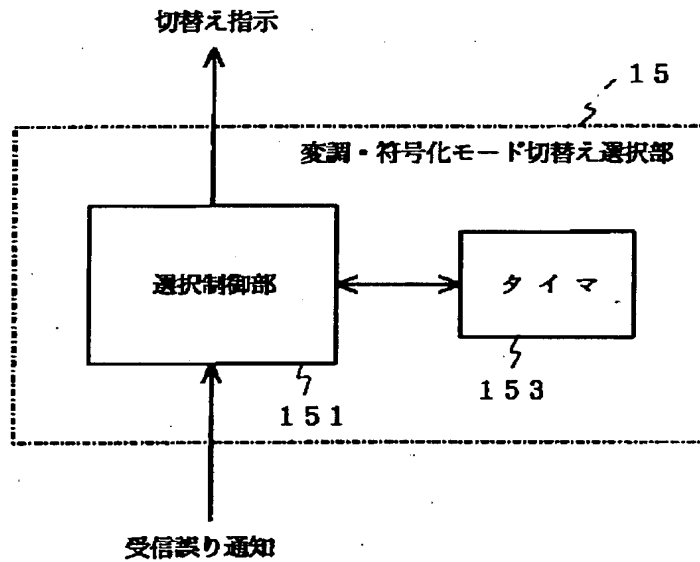 切替え指示
15
変調・符号化モード切替え選択部
選択制御部
タイマ
151
153
受信誤り通知